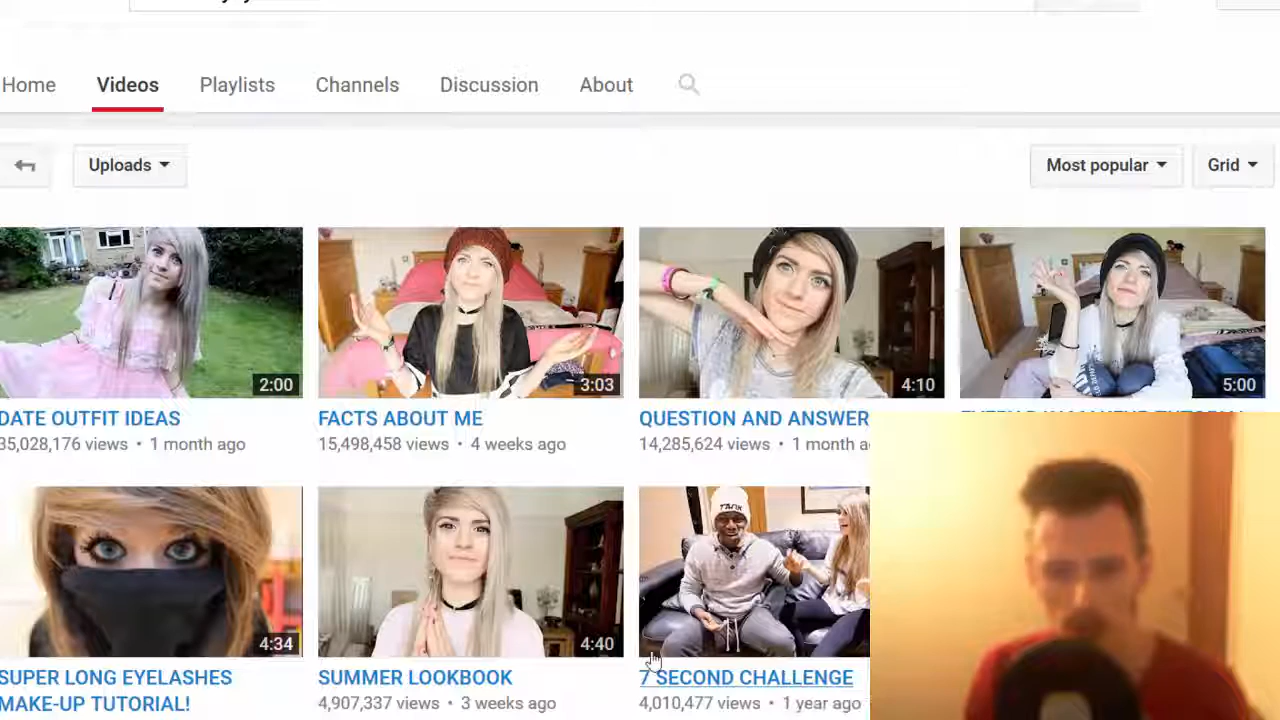 Home Videos Playlists Channels Discussion About
Uploads Most popular Grid
2:00 3:03 4:10 5:00
DATE OUTFIT IDEAS FACTS ABOUT ME QUESTION AND ANSWER
35,028,176 views • 1 month ago 15,498,458 views • 4 weeks ago 14,285,624 views • 1 month a
TANK
4:34 4:40
SUPER LONG EYELASHES SUMMER LOOKBOOK 7 SECOND CHALLENGE
MAKE-UP TUTORIAL! 4,907,337 views • 3 weeks ago 4,010,477 views • 1 year ago